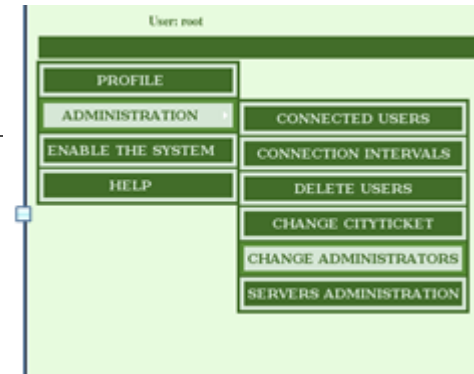 User: root
PROFILE
ADMINISTRATION
ENABLE THE SYSTEM
HELP
CONNECTED USERS
CONNECTION INTERVALS
DELETE USERS
CHANGE CITYTICKET
CHANGE ADMINISTRATORS
SERVERS ADMINISTRATION